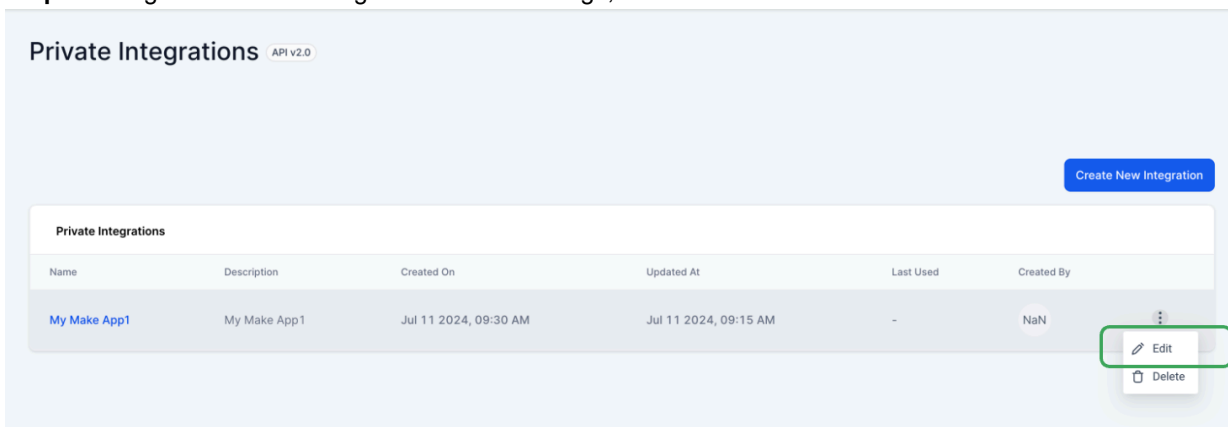 Private Integrations API v2.0
Create New Integration
Private Integrations
Name Description Created On Updated At Last Used Created By
My Make App1 My Make App1 Jul 11 2024, 09:30 AM Jul 11 2024, 09:15 AM - NaN
Edit
Delete